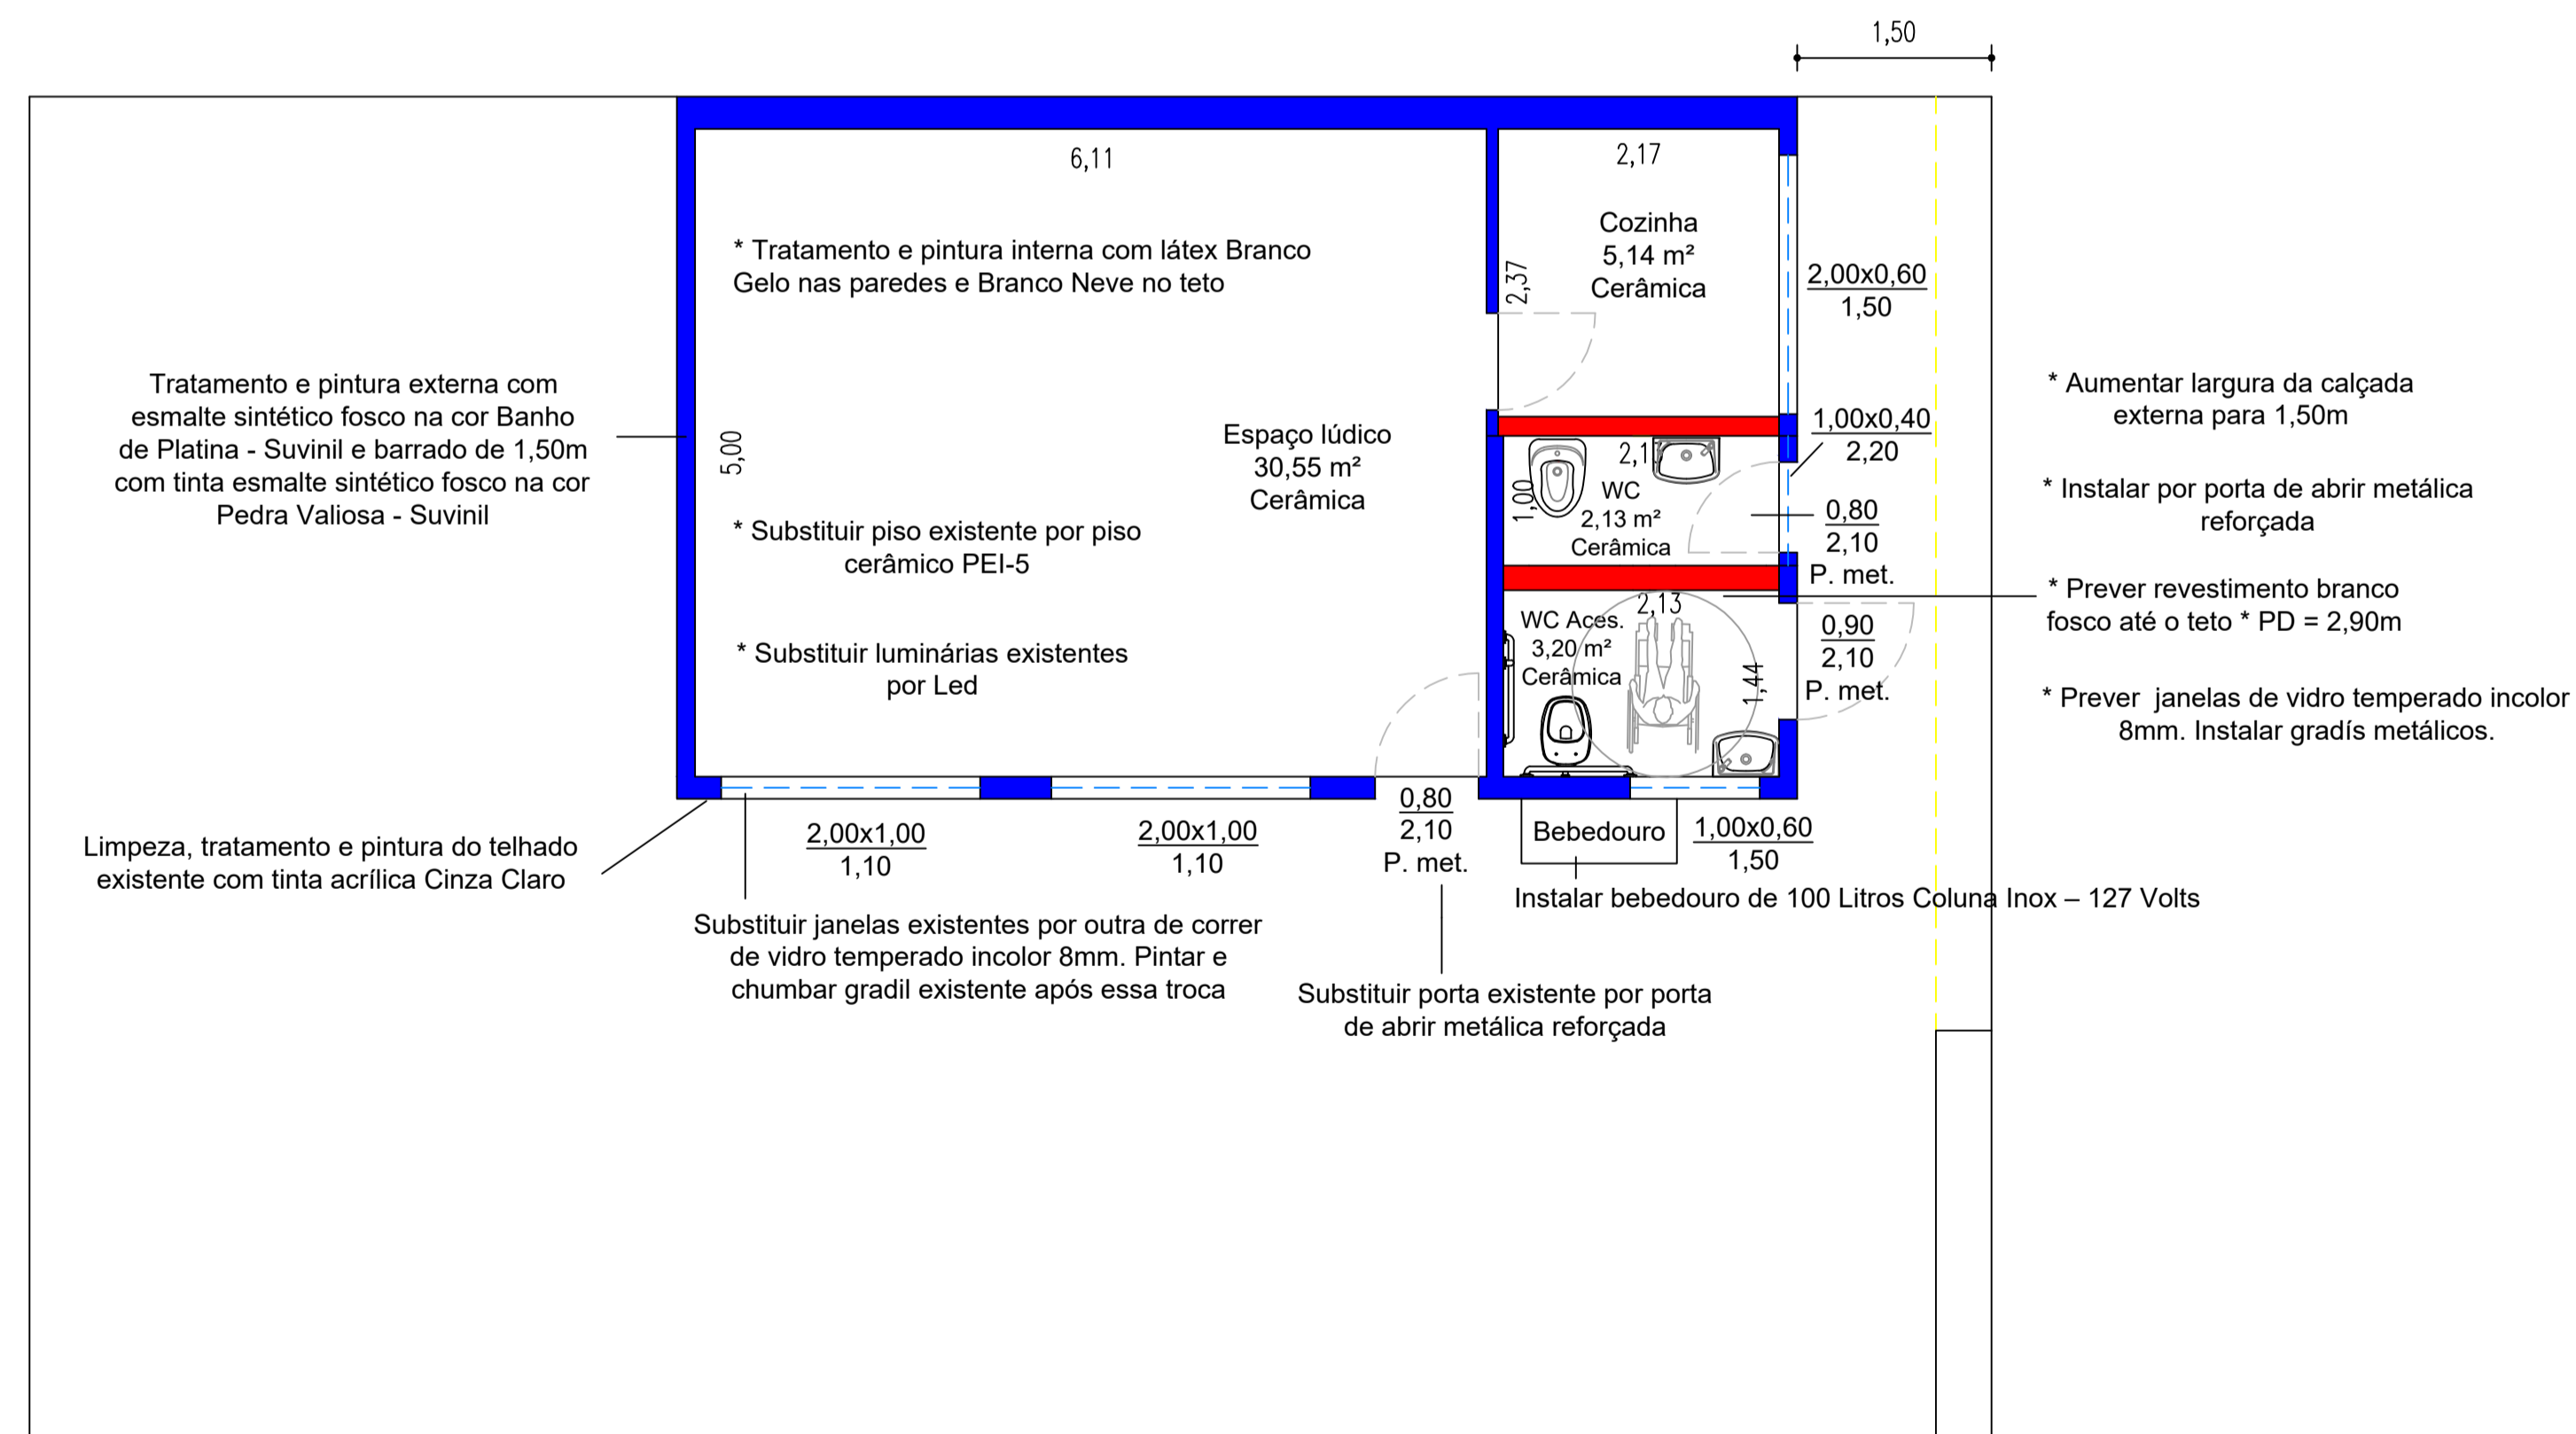 1,50
6,11
2,17
* Tratamento e pintura interna com látex Branco
Gelo nas paredes e Branco Neve no teto
Cozinha
5,14 m²
Cerâmica
2,37
2,00x0,60
1,50
Tratamento e pintura externa com
esmalte sintético fosco na cor Banho
de Platina - Suvinil e barrado de 1,50m
com tinta esmalte sintético fosco na cor
Pedra Valiosa - Suvinil
5,00
Espaço lúdico
30,55 m²
Cerâmica
1,00x0,40
2,20
* Aumentar largura da calçada
externa para 1,50m
2,1
1,00
WC
2,13 m²
Cerâmica
0,80
2,10
P. met.
* Instalar por porta de abrir metálica
reforçada
* Substituir piso existente por piso
cerâmico PEI-5
* Substituir luminárias existentes
por Led
2,13
WC Aces.
3,20 m²
Cerâmica
1,44
0,90
2,10
P. met.
* Prever revestimento branco
fosco até o teto * PD = 2,90m
* Prever  janelas de vidro temperado incolor
8mm. Instalar gradís metálicos.
Limpeza, tratamento e pintura do telhado
existente com tinta acrílica Cinza Claro
2,00x1,00
1,10
2,00x1,00
1,10
0,80
2,10
P. met.
Bebedouro
1,00x0,60
1,50
Instalar bebedouro de 100 Litros Coluna Inox – 127 Volts
Substituir janelas existentes por outra de correr
de vidro temperado incolor 8mm. Pintar e
chumbar gradil existente após essa troca
Substituir porta existente por porta
de abrir metálica reforçada